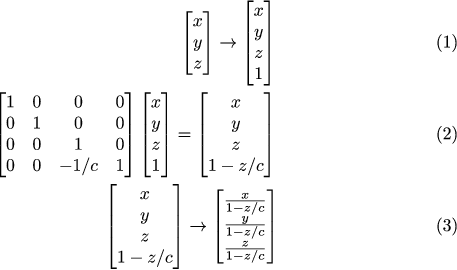 \begin{bmatrix} x \\ y \\ z \end{bmatrix} \rightarrow \begin{bmatrix} x \\ y \\ z \\ 1 \end{bmatrix} (1)
\begin{bmatrix} 1 & 0 & 0 & 0 \\ 0 & 1 & 0 & 0 \\ 0 & 0 & 1 & 0 \\ 0 & 0 & -1/c & 1 \end{bmatrix} \begin{bmatrix} x \\ y \\ z \\ 1 \end{bmatrix} = \begin{bmatrix} x \\ y \\ z \\ 1 - z/c \end{bmatrix} (2)
\begin{bmatrix} x \\ y \\ z \\ 1 - z/c \end{bmatrix} \rightarrow \begin{bmatrix} \frac{x}{1-z/c} \\ \frac{y}{1-z/c} \\ \frac{z}{1-z/c} \end{bmatrix} (3)